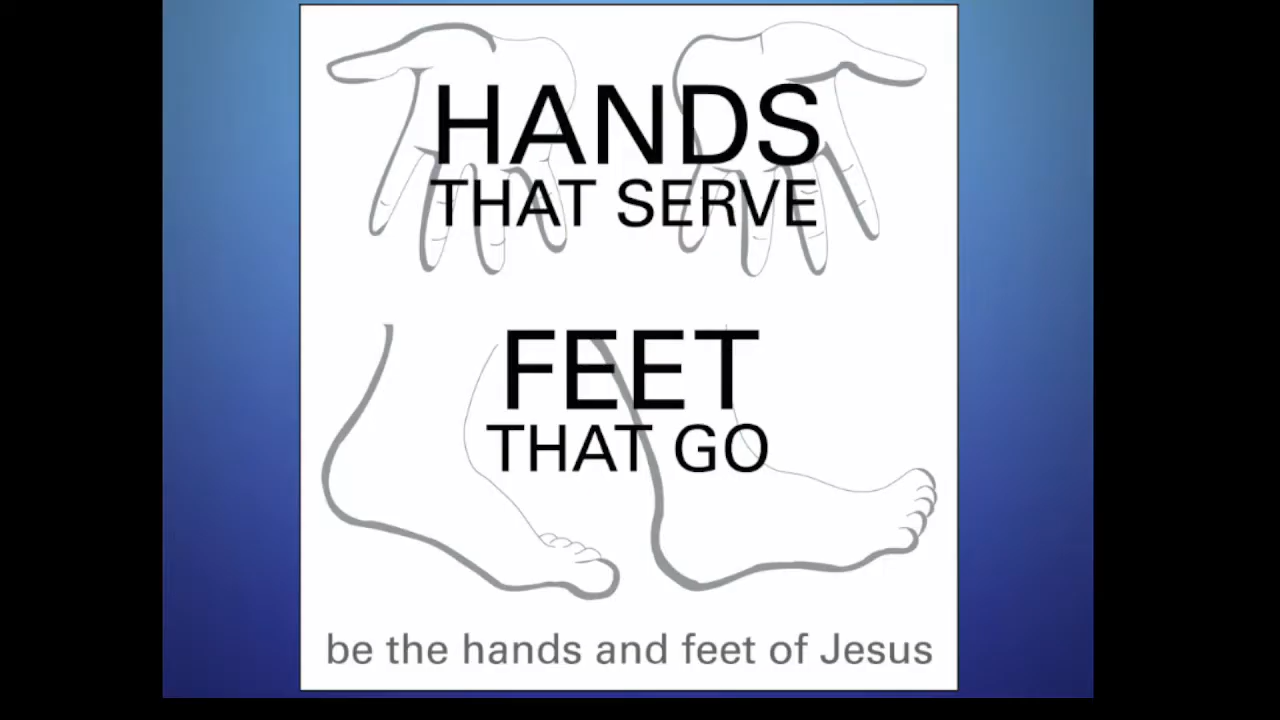 HANDS
THAT SERVE
FEET
THAT GO
be the hands and feet of Jesus